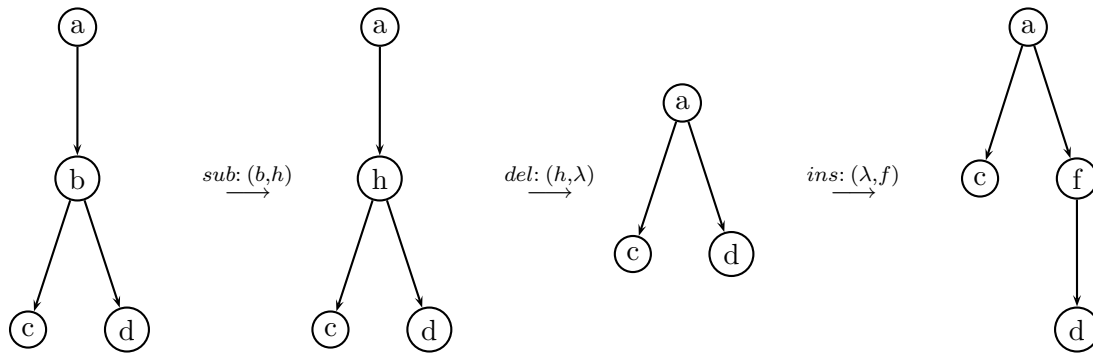 a
b
c
d
sub: (b,h)
⟶
a
h
c
d
del: (h,λ)
⟶
a
c
d
ins: (λ,f)
⟶
a
c
f
d